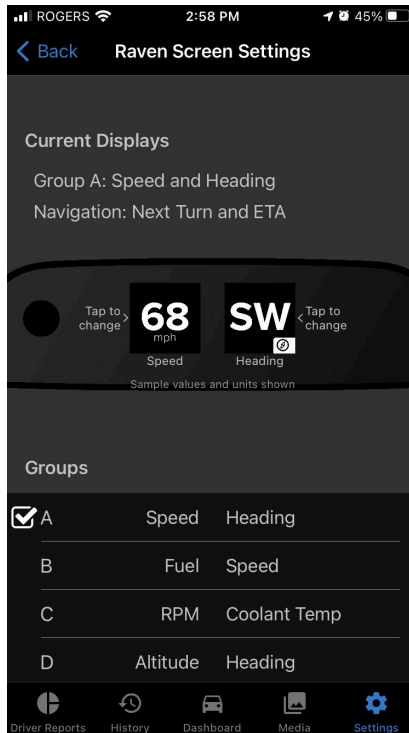 ROGERS 2:58 PM 45%
Back Raven Screen Settings
Current Displays
Group A: Speed and Heading
Navigation: Next Turn and ETA
Tap to change
68
mph
Speed
SW
Heading
Tap to change
Sample values and units shown
Groups
A Speed Heading
B Fuel Speed
C RPM Coolant Temp
D Altitude Heading
Driver Reports History Dashboard Media Settings